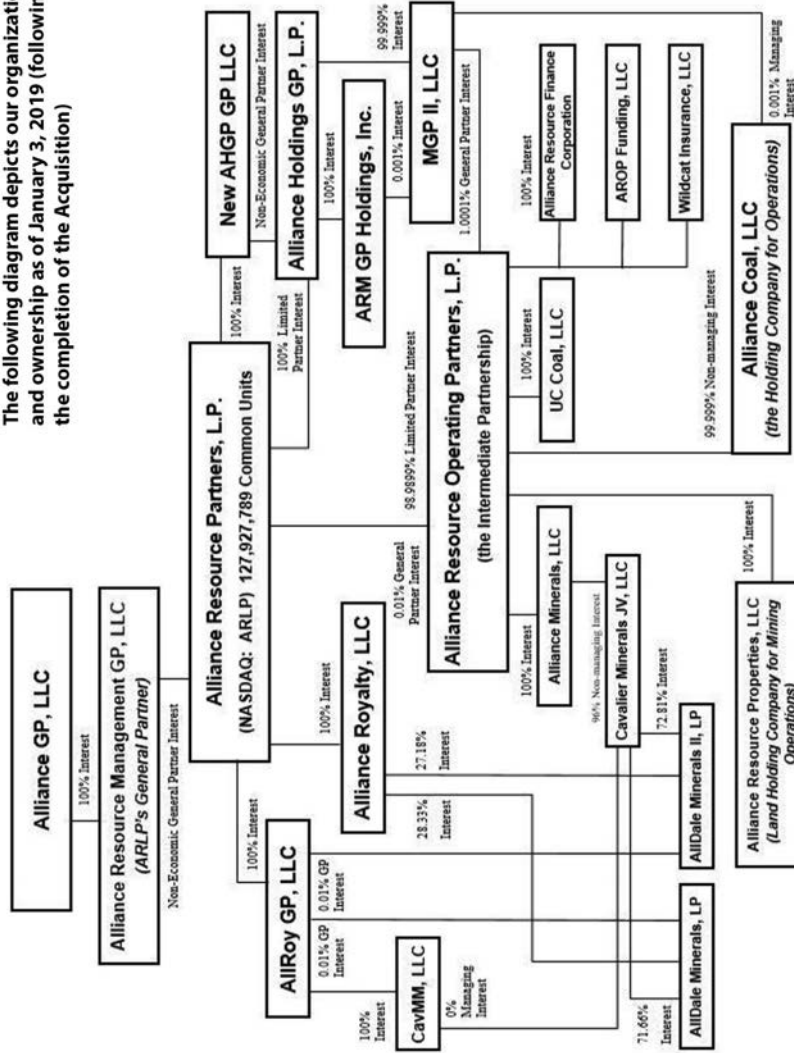 The following diagram depicts our organizati
and ownership as of January 3, 2019 (followin
the completion of the Acquisition)
Alliance GP, LLC
100% Interest
Alliance Resource Management GP, LLC
(ARLP's General Partner)
Non-Economic General Partner Interest
Alliance Resource Partners, L.P.
(NASDAQ: ARLP) 127,927,789 Common Units
100% Interest
New AHGP GP LLC
Non-Economic General Partner Interest
100% Limited
Partner Interest
Alliance Holdings GP, L.P.
100% Interest
99.999%
Interest
ARM GP Holdings, Inc.
0.001% Interest
MGP II, LLC
100% Interest
AllRoy GP, LLC
100% Interest
Alliance Royalty, LLC
0.01% General
Partner Interest
98.9899% Limited Partner Interest
1.0001% General Partner Interest
0.001% Managing
Interest
Alliance Resource Operating Partners, L.P.
(the Intermediate Partnership)
0.01% GP
Interest
0.01% GP
Interest
28.33%
Interest
27.18%
Interest
100%
Interest
CavMM, LLC
0%
Managing
Interest
100% Interest
Alliance Minerals, LLC
96% Non-managing Interest
Cavalier Minerals JV, LLC
72.81% Interest
71.66%
Interest
AllDale Minerals, LP
AllDale Minerals II, LP
100% Interest
UC Coal, LLC
100% Interest
Alliance Resource Finance
Corporation
AROP Funding, LLC
Wildcat Insurance, LLC
100% Interest
Alliance Resource Properties, LLC
(Land Holding Company for Mining
Operations)
99.999% Non-managing Interest
Alliance Coal, LLC
(the Holding Company for Operations)